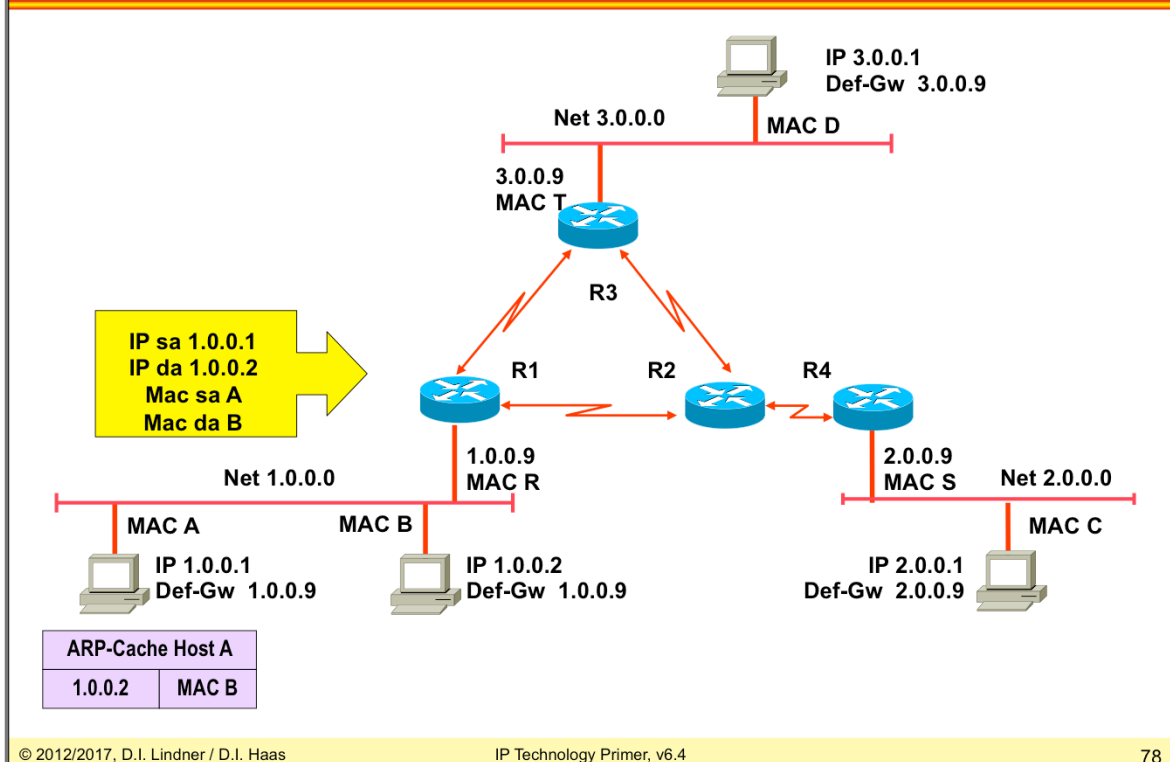 IP 3.0.0.1
Def-Gw 3.0.0.9
Net 3.0.0.0
MAC D
3.0.0.9
MAC T
R3
IP sa 1.0.0.1
IP da 1.0.0.2
Mac sa A
Mac da B
R1
R2
R4
1.0.0.9
MAC R
2.0.0.9
MAC S
Net 1.0.0.0
Net 2.0.0.0
MAC A
MAC B
MAC C
IP 1.0.0.1
Def-Gw 1.0.0.9
IP 1.0.0.2
Def-Gw 1.0.0.9
IP 2.0.0.1
Def-Gw 2.0.0.9
ARP-Cache Host A
1.0.0.2 MAC B
© 2012/2017, D.I. Lindner / D.I. Haas
IP Technology Primer, v6.4
78